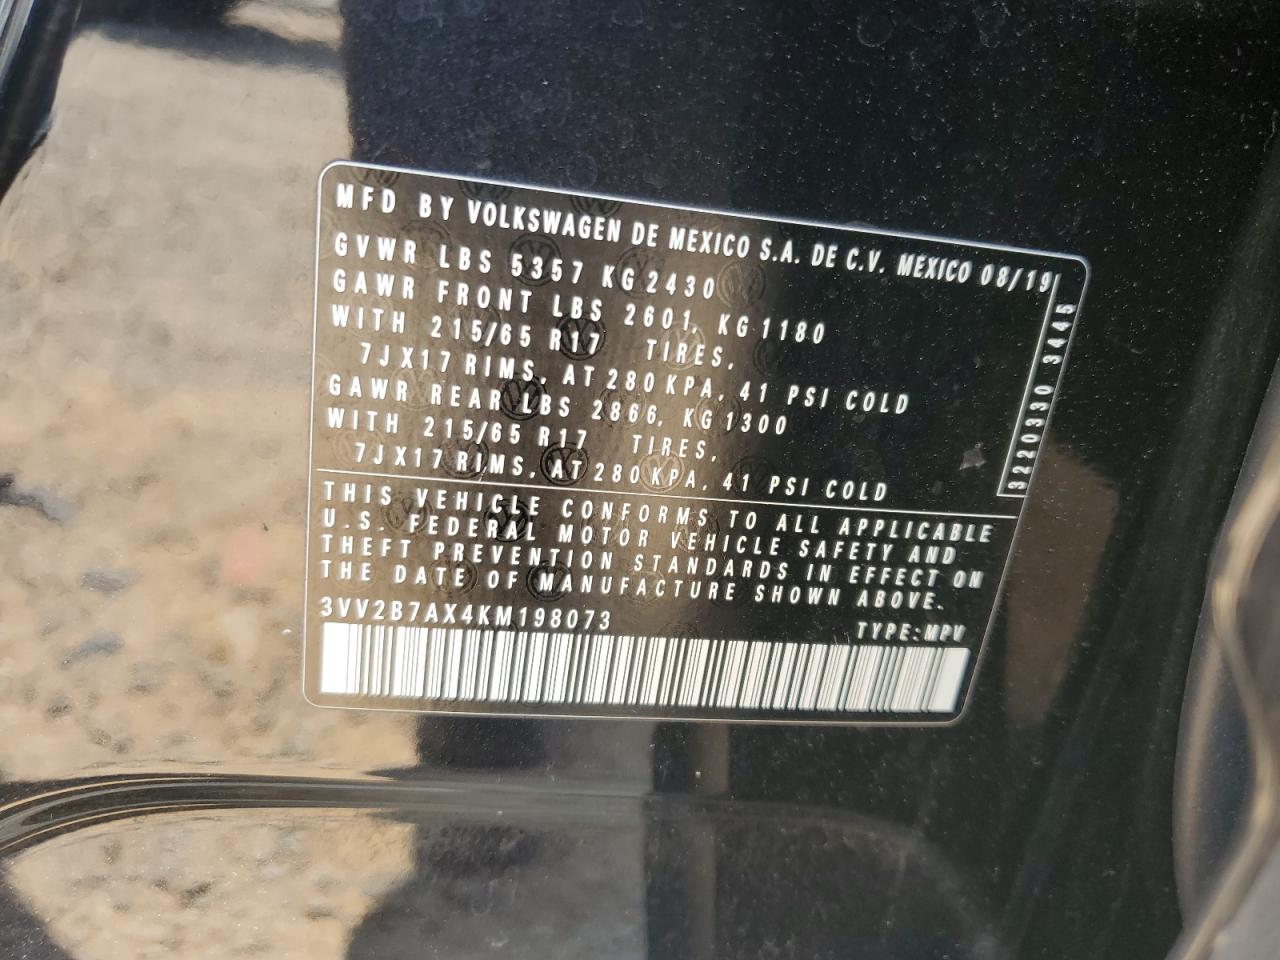 MFD BY VOLKSWAGEN DE MEXICO S.A. DE C.V. MEXICO 08/19
GVWR LBS 5357 KG 2430
GAWR FRONT LBS 2601, KG 1180
WITH 215/65 R17 TIRES,
7JX17 RIMS, AT 280 KPA, 41 PSI COLD
GAWR REAR LBS 2866, KG 1300
WITH 215/65 R17 TIRES,
7JX17 RIMS, AT 280 KPA, 41 PSI COLD
3220330 3445
THIS VEHICLE CONFORMS TO ALL APPLICABLE
U.S. FEDERAL MOTOR VEHICLE SAFETY AND
THEFT PREVENTION STANDARDS IN EFFECT ON
THE DATE OF MANUFACTURE SHOWN ABOVE.
3VV2B7AX4KM198073 TYPE:MPV